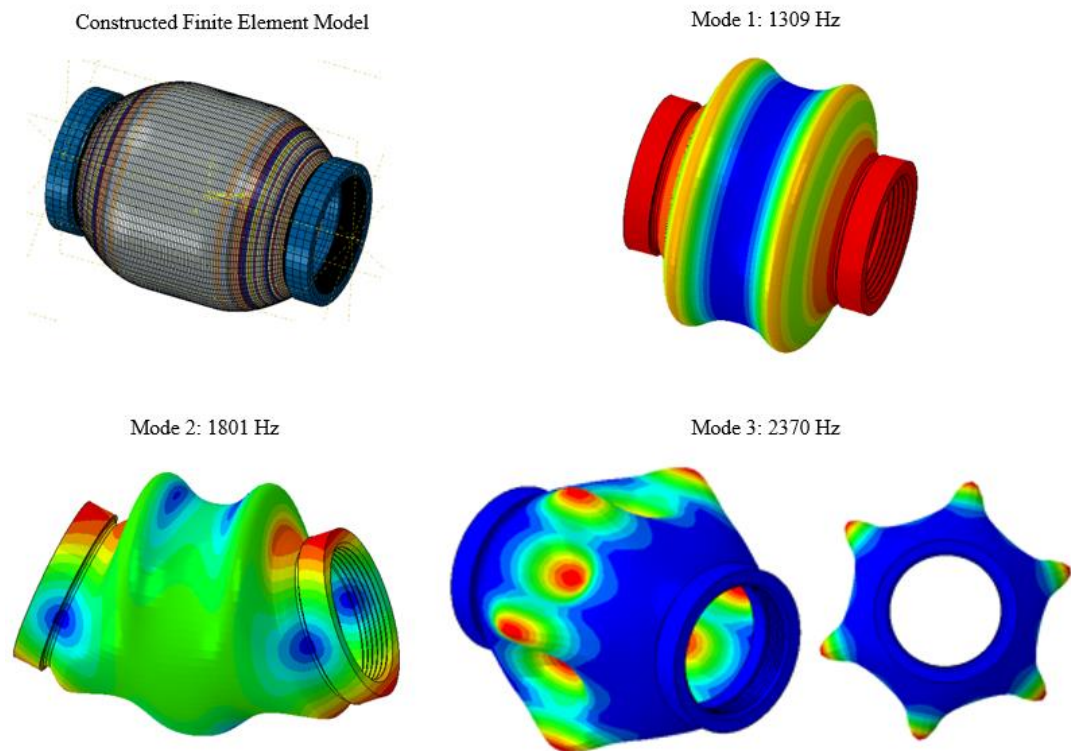 Constructed Finite Element Model
Mode 1: 1309 Hz
Mode 2: 1801 Hz
Mode 3: 2370 Hz